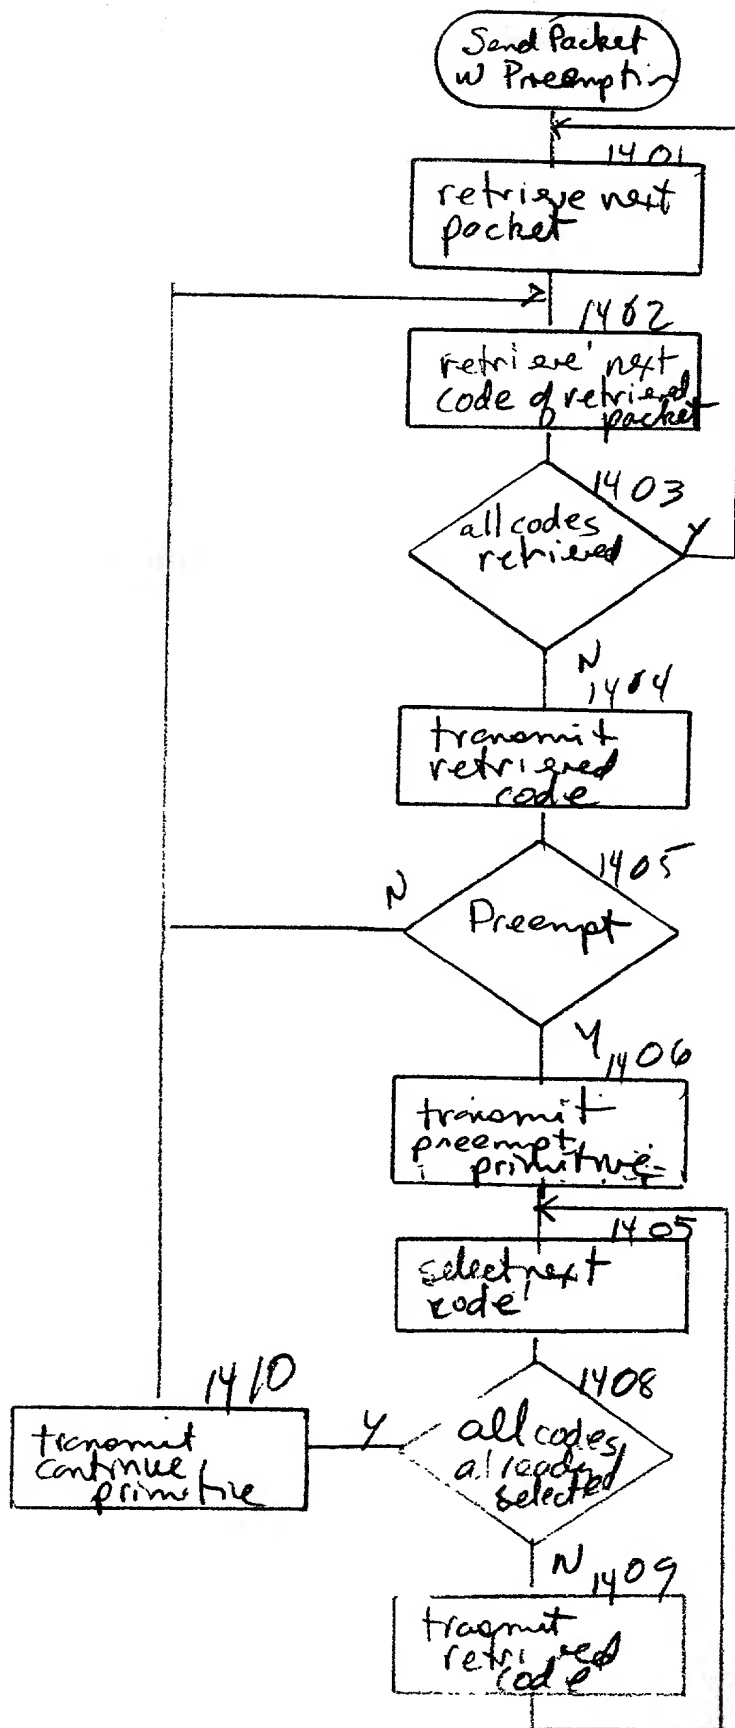 Send Packet
w Preemption
1401
retrieve next
packet
1402
retrieve next
code of retrieved
packet
1403
all codes
retrieved
Y
N
1404
transmit
retrieved
code
1405
N
Preempt
Y
1406
transmit
preempt
primitive
1405
select next
code
1408
all codes
already
selected
Y
1410
transmit
continue
primitive
N
1409
tragmit
retrieved
code